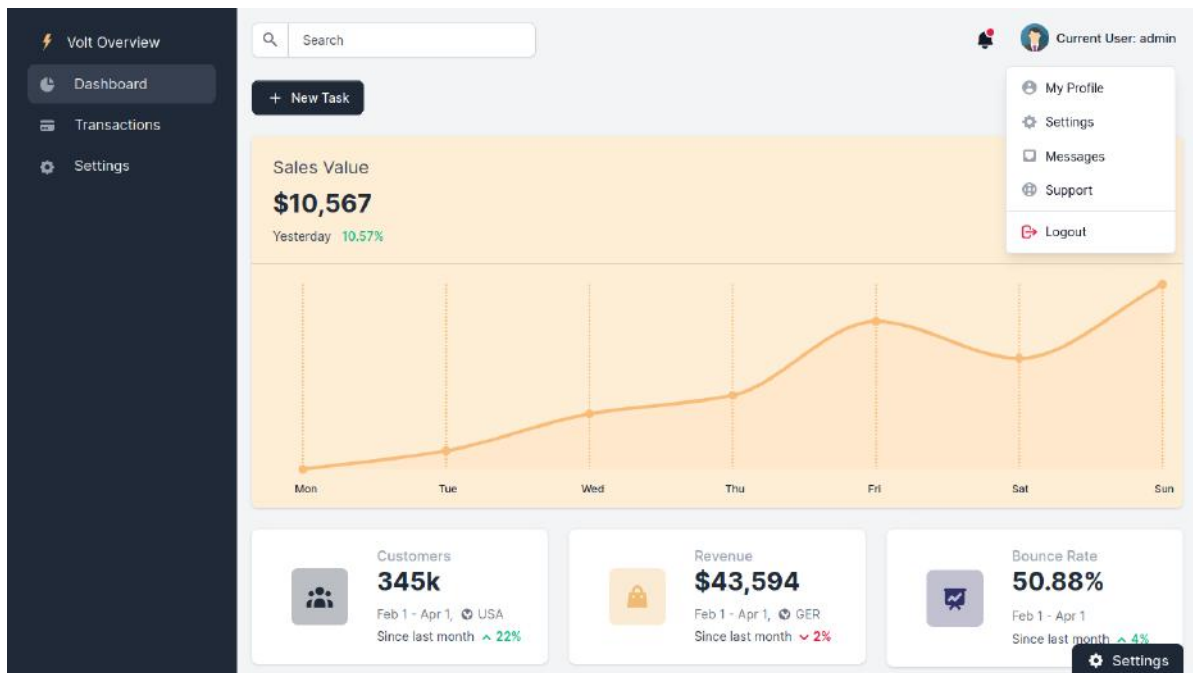 Volt Overview
Dashboard
Transactions
Settings
Search
Current User: admin
+ New Task
My Profile
Settings
Messages
Support
Logout
Sales Value
$10,567
Yesterday 10.57%
Mon Tue Wed Thu Fri Sat Sun
Customers
345k
Feb 1 - Apr 1, USA
Since last month 22%
Revenue
$43,594
Feb 1 - Apr 1, GER
Since last month 2%
Bounce Rate
50.88%
Feb 1 - Apr 1
Since last month 4%
Settings